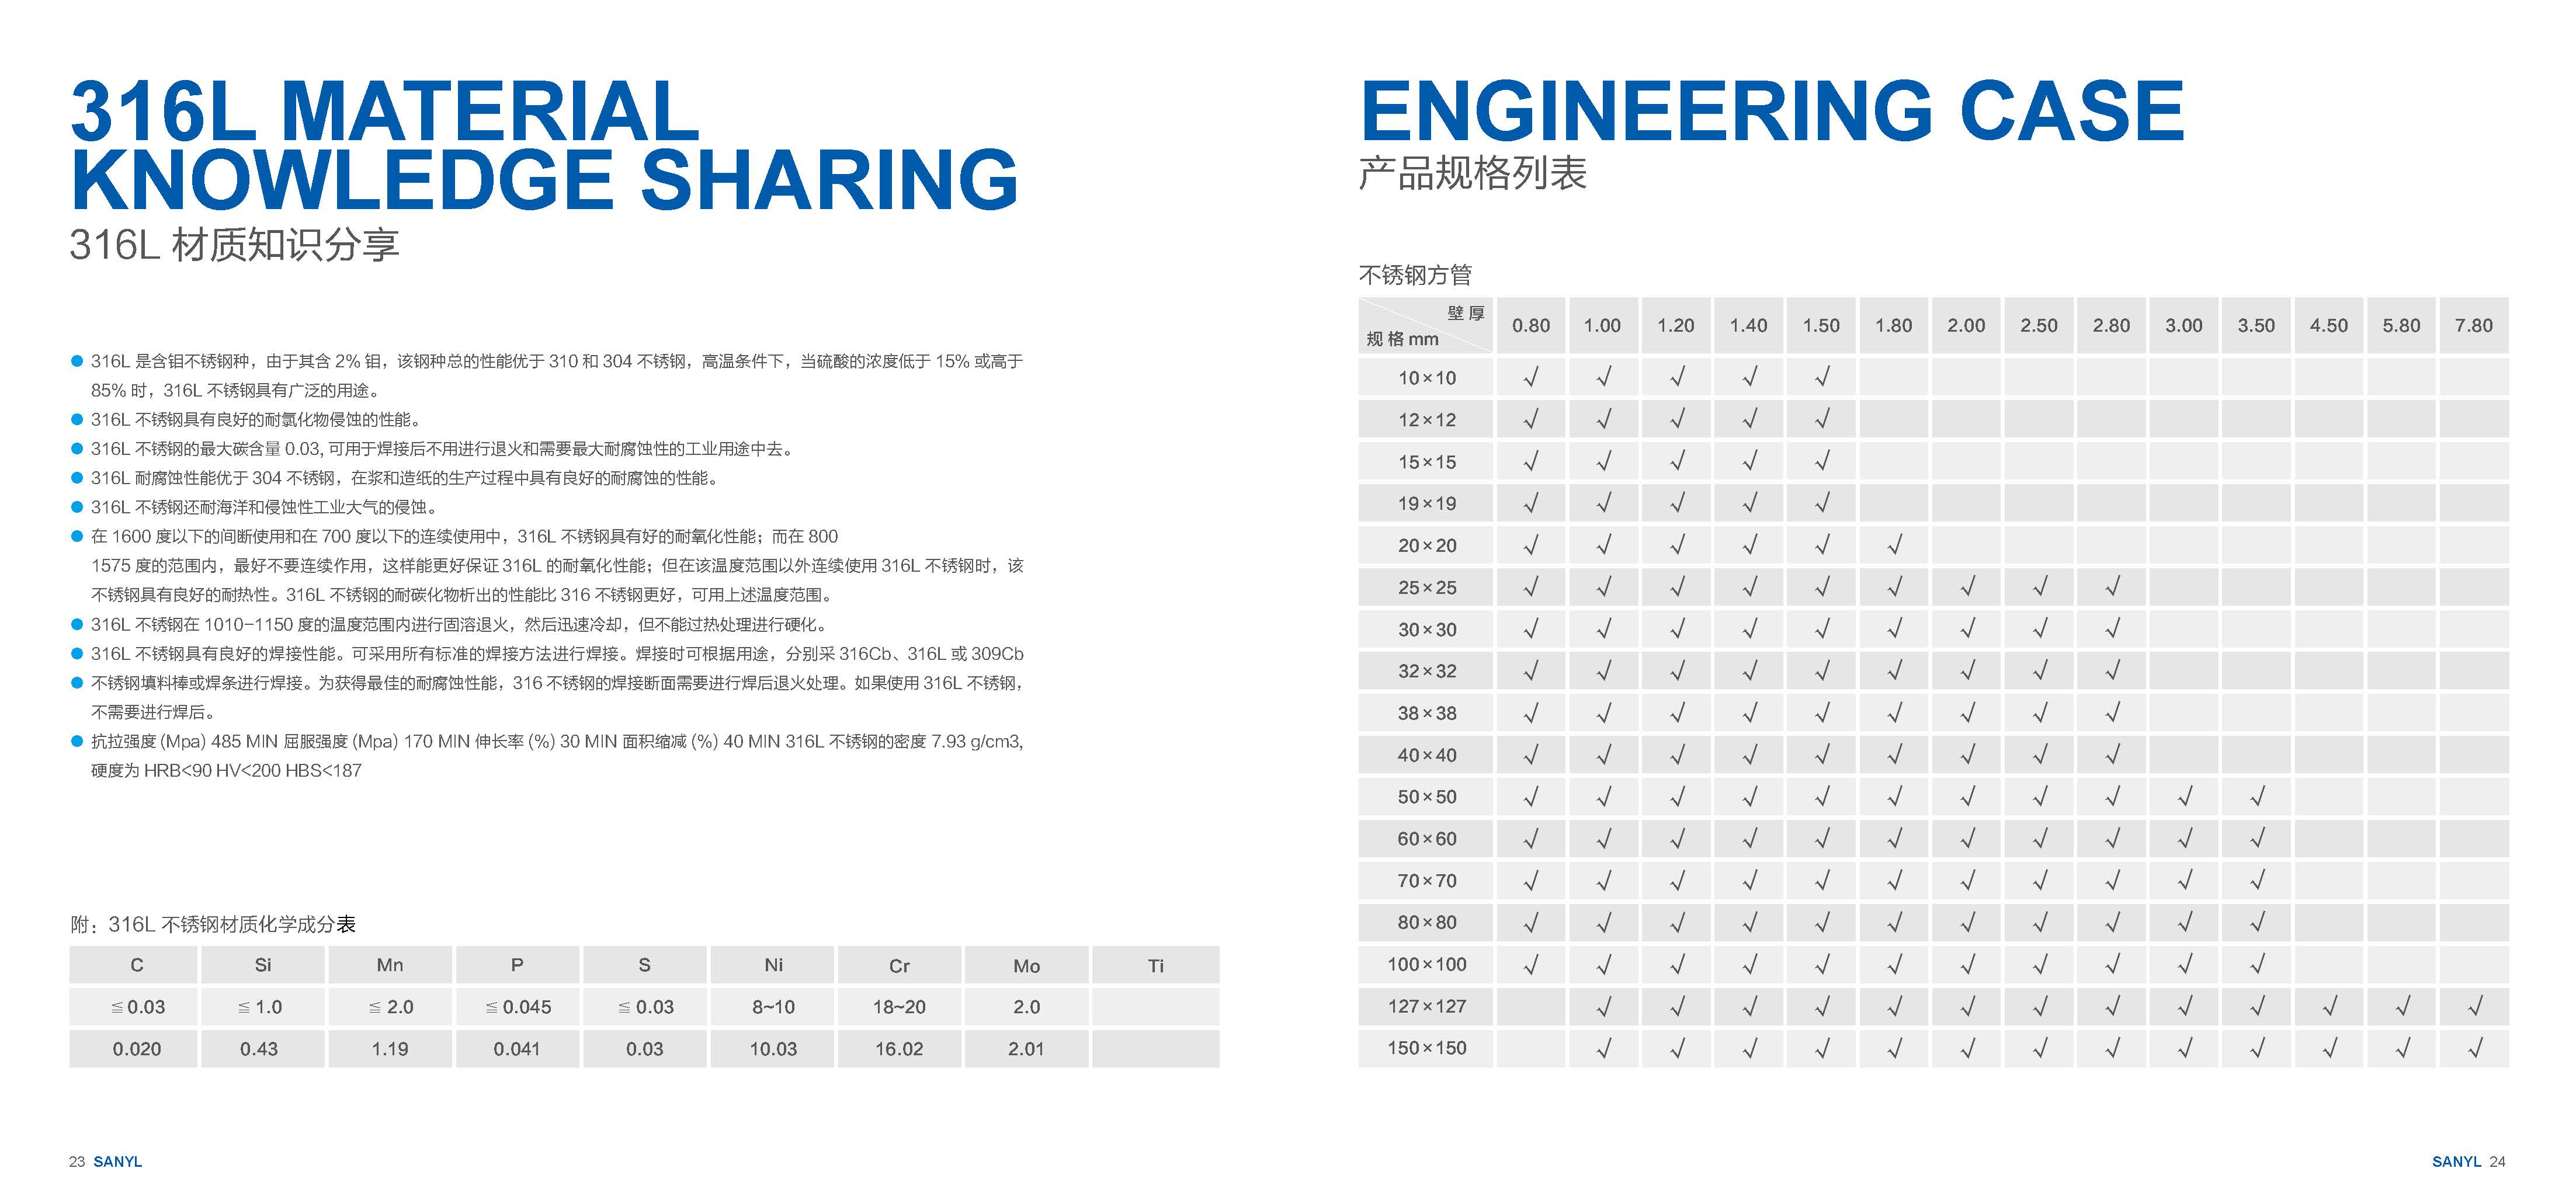 316L MATERIAL
KNOWLEDGE SHARING
316L 材质知识分享
● 316L 是含钼不锈钢种，由于其含 2% 钼，该钢种总的性能优于 310 和 304 不锈钢，高温条件下，当硫酸的浓度低于 15% 或高于
85% 时，316L 不锈钢具有广泛的用途。
● 316L 不锈钢具有良好的耐氯化物侵蚀的性能。
● 316L 不锈钢的最大碳含量 0.03, 可用于焊接后不用进行退火和需要最大耐腐蚀性的工业用途中去。
● 316L 耐腐蚀性能优于 304 不锈钢，在浆和造纸的生产过程中具有良好的耐腐蚀的性能。
● 316L 不锈钢还耐海洋和侵蚀性工业大气的侵蚀。
● 在 1600 度以下的间断使用和在 700 度以下的连续使用中，316L 不锈钢具有好的耐氧化性能；而在 800
1575 度的范围内，最好不要连续作用，这样能更好保证 316L 的耐氧化性能；但在该温度范围以外连续使用 316L 不锈钢时，该
不锈钢具有良好的耐热性。316L 不锈钢的耐碳化物析出的性能比 316 不锈钢更好，可用上述温度范围。
● 316L 不锈钢在 1010-1150 度的温度范围内进行固溶退火，然后迅速冷却，但不能过热处理进行硬化。
● 316L 不锈钢具有良好的焊接性能。可采用所有标准的焊接方法进行焊接。焊接时可根据用途，分别采 316Cb、316L 或 309Cb
● 不锈钢填料棒或焊条进行焊接。为获得最佳的耐腐蚀性能，316 不锈钢的焊接断面需要进行焊后退火处理。如果使用 316L 不锈钢，
不需要进行焊后。
● 抗拉强度 (Mpa) 485 MIN 屈服强度 (Mpa) 170 MIN 伸长率 (%) 30 MIN 面积缩减 (%) 40 MIN 316L 不锈钢的密度 7.93 g/cm3,
硬度为 HRB<90 HV<200 HBS<187
附：316L 不锈钢材质化学成分表
C Si Mn P S Ni Cr Mo Ti
≦0.03 ≦1.0 ≦2.0 ≦0.045 ≦0.03 8~10 18~20 2.0
0.020 0.43 1.19 0.041 0.03 10.03 16.02 2.01
23 SANYL
ENGINEERING CASE
产品规格列表
不锈钢方管
壁厚
规格mm
0.80 1.00 1.20 1.40 1.50 1.80 2.00 2.50 2.80 3.00 3.50 4.50 5.80 7.80
10×10 √ √ √ √ √
12×12 √ √ √ √ √
15×15 √ √ √ √ √
19×19 √ √ √ √ √
20×20 √ √ √ √ √ √
25×25 √ √ √ √ √ √ √ √ √
30×30 √ √ √ √ √ √ √ √ √
32×32 √ √ √ √ √ √ √ √ √
38×38 √ √ √ √ √ √ √ √ √
40×40 √ √ √ √ √ √ √ √ √
50×50 √ √ √ √ √ √ √ √ √ √ √
60×60 √ √ √ √ √ √ √ √ √ √ √
70×70 √ √ √ √ √ √ √ √ √ √ √
80×80 √ √ √ √ √ √ √ √ √ √ √
100×100 √ √ √ √ √ √ √ √ √ √ √
127×127 √ √ √ √ √ √ √ √ √ √ √ √ √
150×150 √ √ √ √ √ √ √ √ √ √ √ √ √
SANYL 24